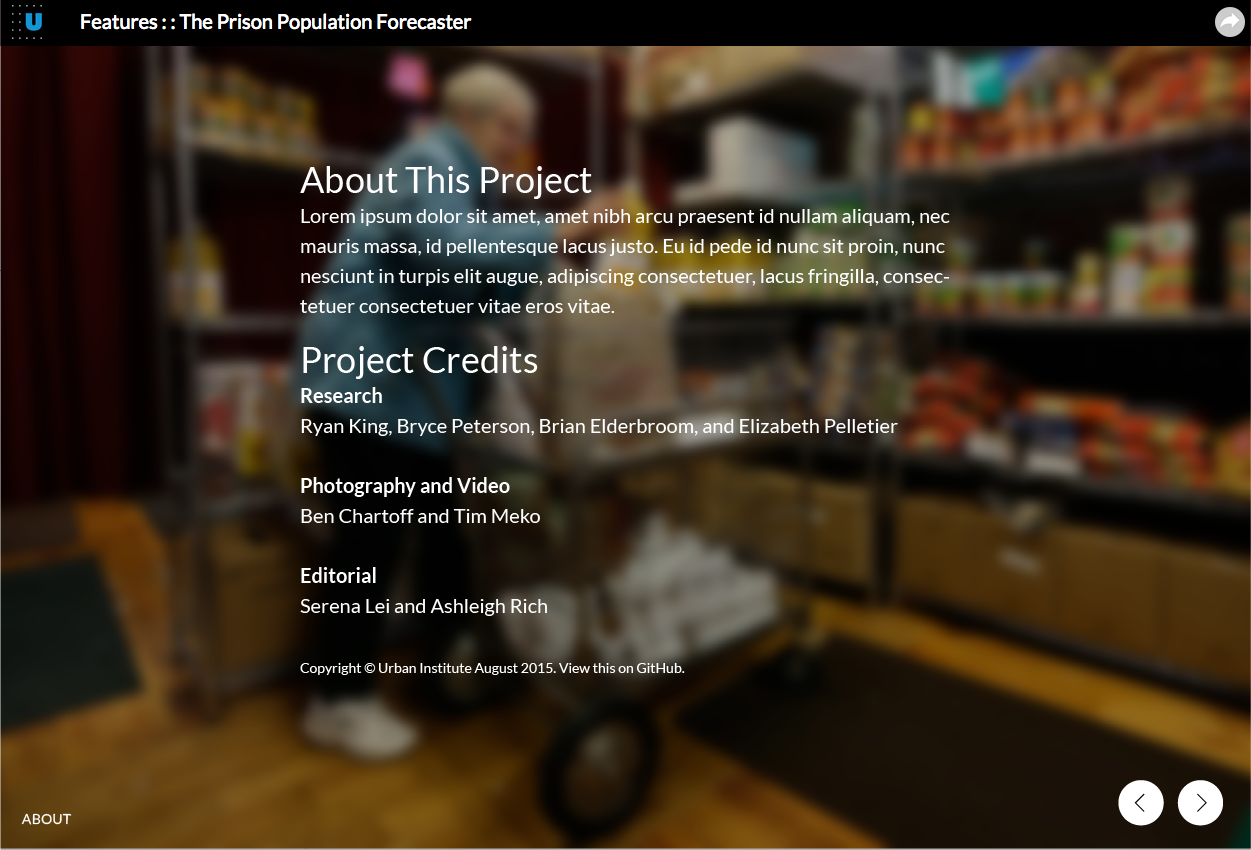 U
Features : : The Prison Population Forecaster
About This Project
Lorem ipsum dolor sit amet, amet nibh arcu praesent id nullam aliquam, nec
mauris massa, id pellentesque lacus justo. Eu id pede id nunc sit proin, nunc
nesciunt in turpis elit augue, adipiscing consectetuer, lacus fringilla, consec-
tetuer consectetuer vitae eros vitae.
Project Credits
Research
Ryan King, Bryce Peterson, Brian Elderbroom, and Elizabeth Pelletier
Photography and Video
Ben Chartoff and Tim Meko
Editorial
Serena Lei and Ashleigh Rich
Copyright © Urban Institute August 2015. View this on GitHub.
ABOUT